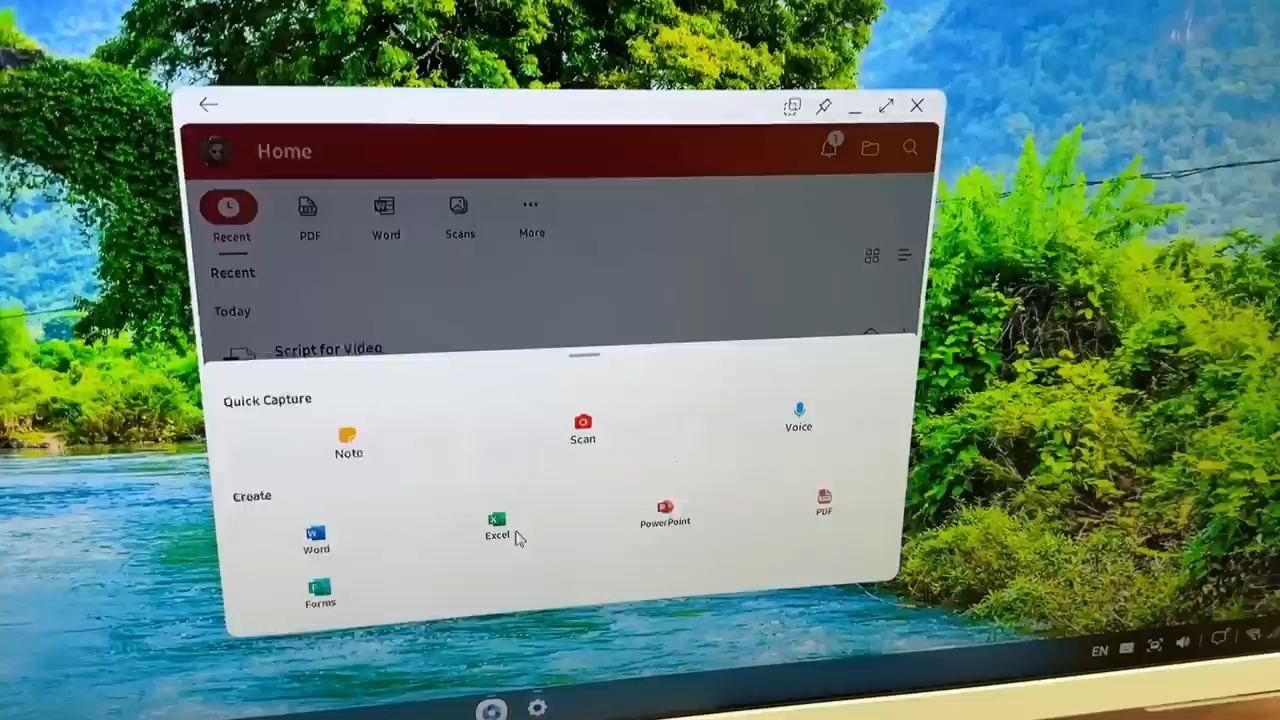 Home
1
Recent
PDF
Word
Scans
More
Recent
Today
Script for Video
Quick Capture
Note
Scan
Voice
Create
Word
Excel
PowerPoint
PDF
Forms
EN